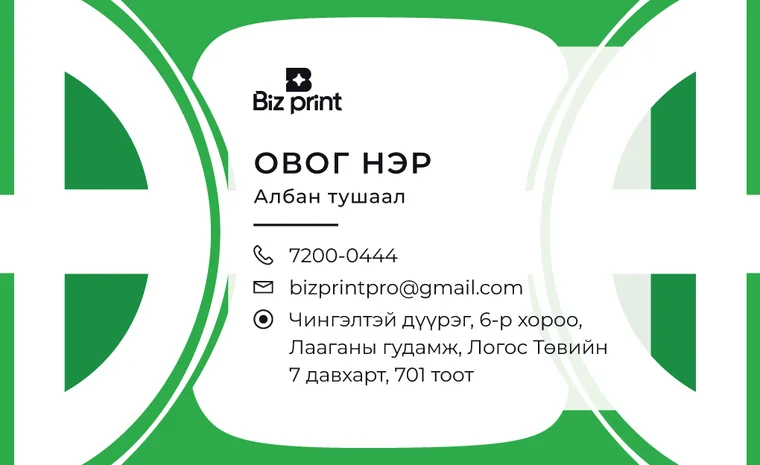 Biz print
ОВОГ НЭР
Албан тушаал
7200-0444
bizprintpro@gmail.com
Чингэлтэй дүүрэг, 6-р хороо,
Лааганы гудамж, Логос Төвийн
7 давхарт, 701 тоот